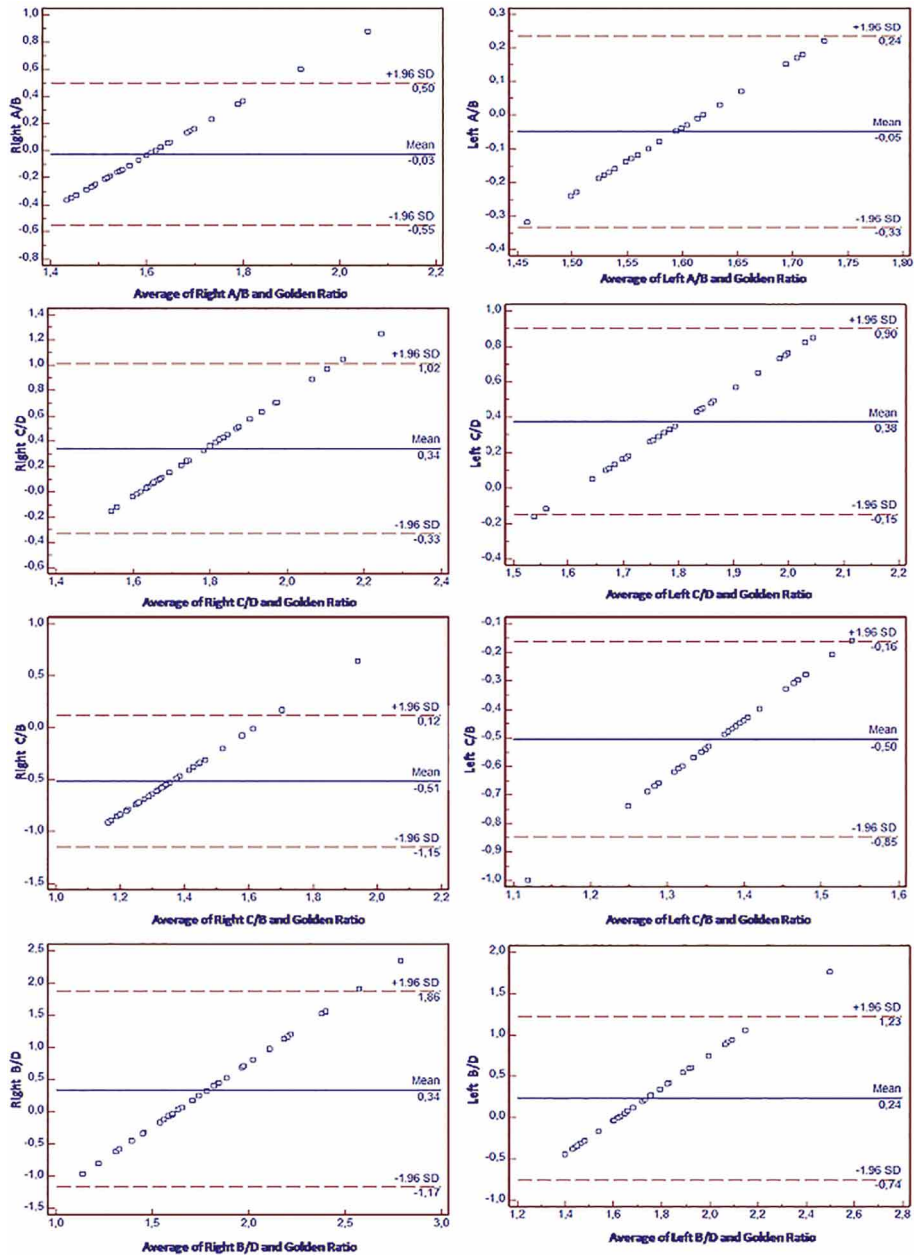 1,0
0,8
0,6
0,4
0,2
0,0
-0,2
-0,4
-0,6
-0,8
Right A/B
+1.96 SD
0,50
Mean
-0,03
-1.96 SD
-0,55
1,4 1,6 1,8 2,0 2,2
Average of Right A/B and Golden Ratio
0,3
0,2
0,1
0,0
-0,1
-0,2
-0,3
-0,4
Left A/B
+1.96 SD
0,24
Mean
-0,05
-1.96 SD
-0,33
1,45 1,50 1,55 1,60 1,65 1,70 1,75 1,80
Average of Left A/B and Golden Ratio
1,4
1,2
1,0
0,8
0,6
0,4
0,2
-0,0
-0,2
-0,4
-0,6
Right C/D
+1.96 SD
1,02
Mean
0,34
-1.96 SD
-0,33
1,4 1,6 1,8 2,0 2,2 2,4
Average of Right C/D and Golden Ratio
1,0
0,8
0,6
0,4
0,2
0,0
-0,2
-0,4
Left C/D
+1.96 SD
0,90
Mean
0,38
-1.96 SD
-0,15
1,5 1,6 1,7 1,8 1,9 2,0 2,1 2,2
Average of Left C/D and Golden Ratio
1,0
0,5
0,0
-0,5
-1,0
-1,5
Right C/B
+1.96 SD
0,12
Mean
-0,51
-1.96 SD
-1,15
1,0 1,2 1,4 1,6 1,8 2,0 2,2
Average of Right C/B and Golden Ratio
-0,1
-0,2
-0,3
-0,4
-0,5
-0,6
-0,7
-0,8
-0,9
-1,0
Left C/B
+1.96 SD
-0,16
Mean
-0,50
-1.96 SD
-0,85
1,1 1,2 1,3 1,4 1,5 1,6
Average of Left C/B and Golden Ratio
2,5
2,0
1,5
1,0
0,5
0,0
-0,5
-1,0
-1,5
Right B/D
+1.96 SD
1,86
Mean
0,34
-1.96 SD
-1,17
1,0 1,5 2,0 2,5 3,0
Average of Right B/D and Golden Ratio
2,0
1,5
1,0
0,5
0,0
-0,5
-1,0
Left B/D
+1.96 SD
1,23
Mean
0,24
-1.96 SD
-0,74
1,2 1,4 1,6 1,8 2,0 2,2 2,4 2,6 2,8
Average of Left B/D and Golden Ratio